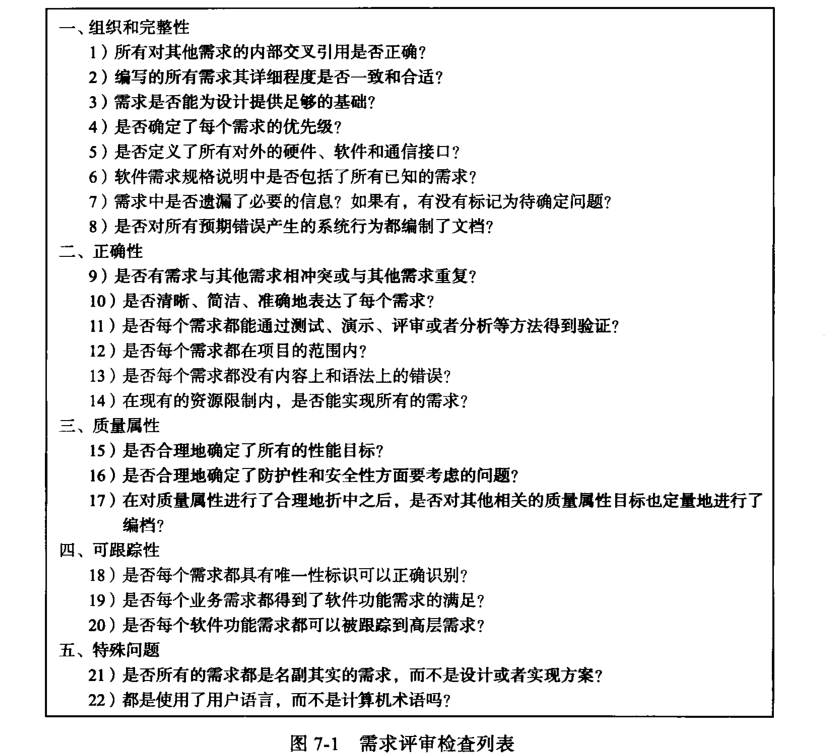 一、组织和完整性
1）所有对其他需求的内部交叉引用是否正确？
2）编写的所有需求其详细程度是否一致和合适？
3）需求是否能为设计提供足够的基础？
4）是否确定了每个需求的优先级？
5）是否定义了所有对外的硬件、软件和通信接口？
6）软件需求规格说明中是否包括了所有已知的需求？
7）需求中是否遗漏了必要的信息？如果有，有没有标记为待确定问题？
8）是否对所有预期错误产生的系统行为都编制了文档？
二、正确性
9）是否有需求与其他需求相冲突或与其他需求重复？
10）是否清晰、简洁、准确地表达了每个需求？
11）是否每个需求都能通过测试、演示、评审或者分析等方法得到验证？
12）是否每个需求都在项目的范围内？
13）是否每个需求都没有内容上和语法上的错误？
14）在现有的资源限制内，是否能实现所有的需求？
三、质量属性
15）是否合理地确定了所有的性能目标？
16）是否合理地确定了防护性和安全性方面要考虑的问题？
17）在对质量属性进行了合理地折中之后，是否对其他相关的质量属性目标也定量地进行了
编档？
四、可跟踪性
18）是否每个需求都具有唯一性标识可以正确识别？
19）是否每个业务需求都得到了软件功能需求的满足？
20）是否每个软件功能需求都可以被跟踪到高层需求？
五、特殊问题
21）是否所有的需求都是名副其实的需求，而不是设计或者实现方案？
22）都是使用了用户语言，而不是计算机术语吗？
图 7-1 需求评审检查列表